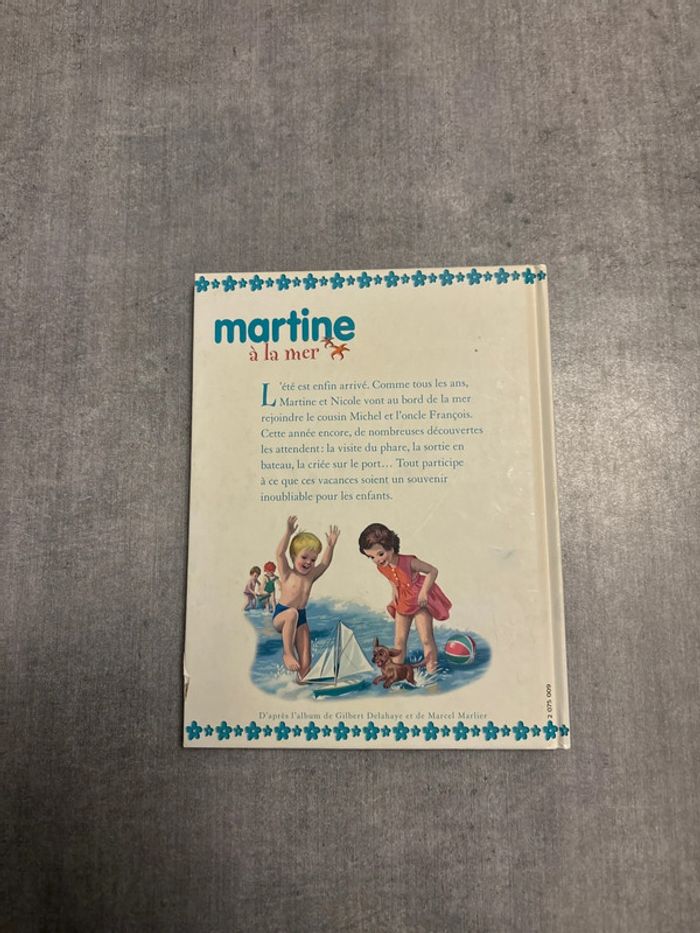 martine
à la mer
L'été est enfin arrivé. Comme tous les ans,
Martine et Nicole vont au bord de la mer
rejoindre le cousin Michel et l'oncle François.
Cette année encore, de nombreuses découvertes
les attendent : la visite du phare, la sortie en
bateau, la criée sur le port... Tout participe
à ce que ces vacances soient un souvenir
inoubliable pour les enfants.
D'après l'album de Gilbert Delahaye et de Marcel Marlier
2 075 009